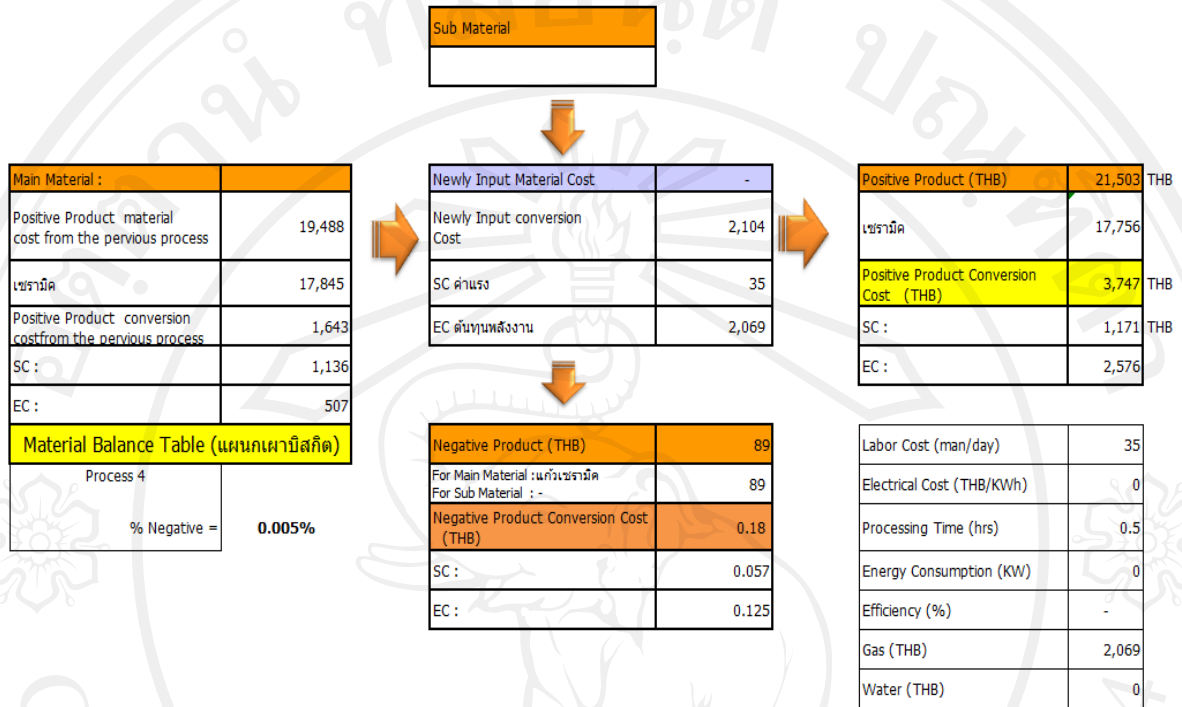 Sub Material
Main Material :
Positive Product material
cost from the pervious process
19,488
เซรามิค
17,845
Positive Product conversion
costfrom the pervious process
1,643
SC :
1,136
EC :
507
Material Balance Table (แผนกเผาบิสกิต)
Process 4
% Negative =
0.005%
Newly Input Material Cost
-
Newly Input conversion
Cost
2,104
SC ค่าแรง
35
EC ต้นทุนพลังงาน
2,069
Negative Product (THB)
89
For Main Material :แก้วเซรามิค
For Sub Material : -
89
Negative Product Conversion Cost
(THB)
0.18
SC :
0.057
EC :
0.125
Positive Product (THB)
21,503 THB
เซรามิค
17,756
Positive Product Conversion
Cost (THB)
3,747 THB
SC :
1,171 THB
EC :
2,576
Labor Cost (man/day)
35
Electrical Cost (THB/KWh)
0
Processing Time (hrs)
0.5
Energy Consumption (KW)
0
Efficiency (%)
-
Gas (THB)
2,069
Water (THB)
0